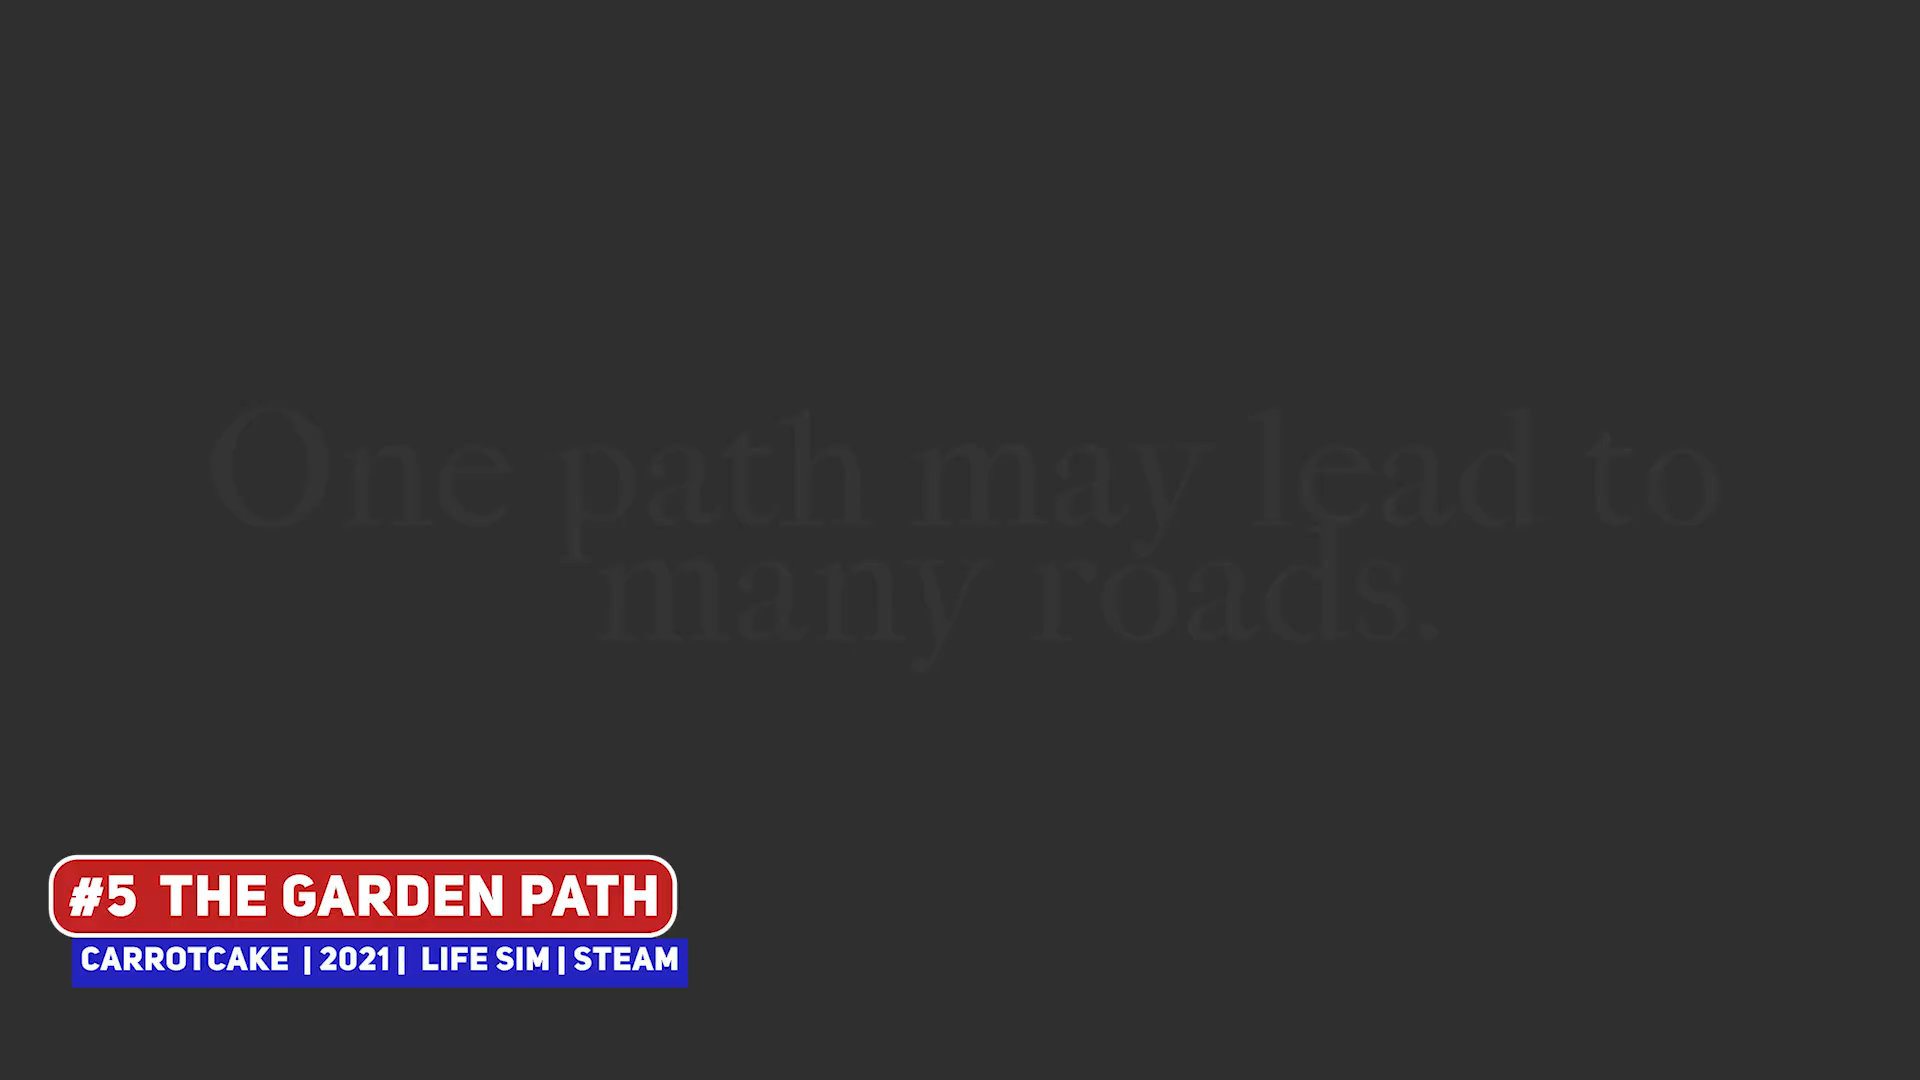 One path may lead to
many roads.
#5 THE GARDEN PATH
CARROTCAKE | 2021 | LIFE SIM | STEAM